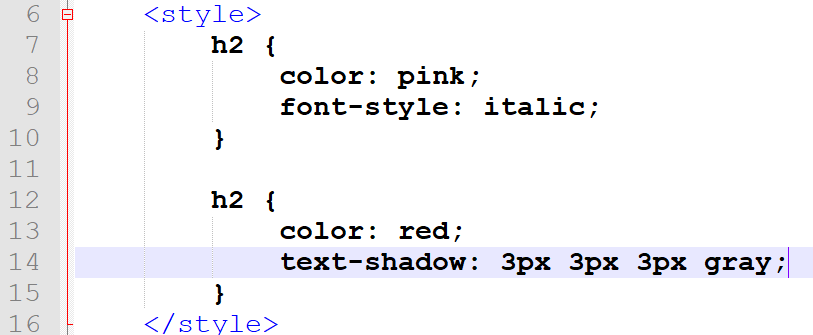 6 <style>
7 h2 {
8 color: pink;
9 font-style: italic;
10 }
11
12 h2 {
13 color: red;
14 text-shadow: 3px 3px 3px gray;
15 }
16 </style>